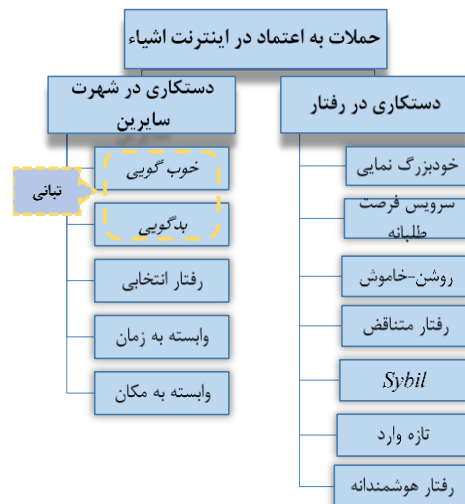 حملات به اعتماد در اینترنت اشیاء
دستکاری در رفتار
خودبزرگ نمایی
سرویس فرصت
طلبانه
روشن-خاموش
رفتار متناقض
Sybil
تازه وارد
رفتار هوشمندانه
دستکاری در شهرت
سایرین
خوب گویی
بدگویی
تبانی
رفتار انتخابی
وابسته به زمان
وابسته به مکان